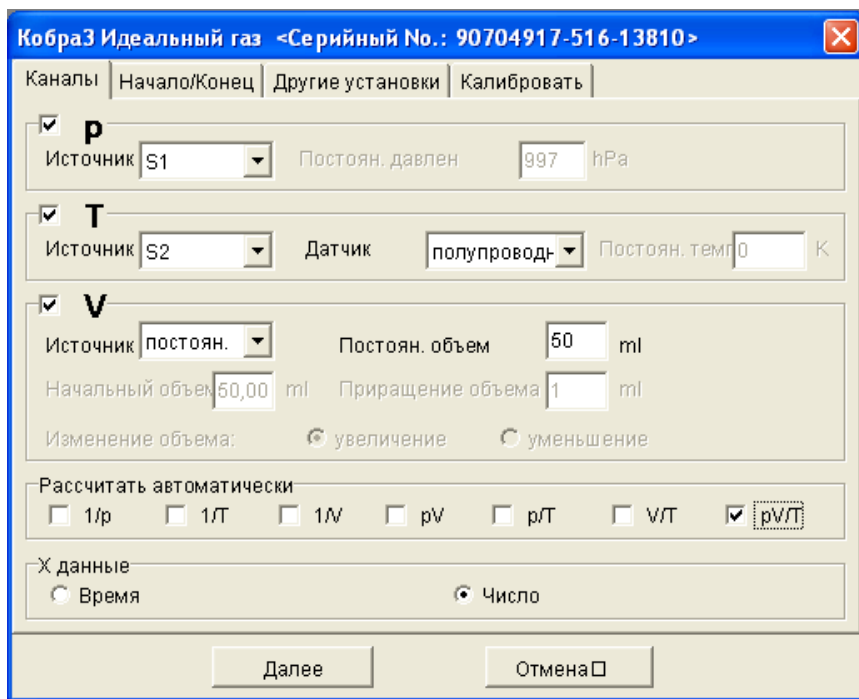 Кобра3 Идеальный газ <Серийный No.: 90704917-516-13810>
Каналы Начало/Конец Другие установки Калибровать
p
Источник S1 Постоян. давлен 997 hPa
T
Источник S2 Датчик полупроводн Постоян. темп 0 K
V
Источник постоян. Постоян. объем 50 ml
Начальный объем 50,00 ml Приращение объема 1 ml
Изменение объема: увеличение уменьшение
Рассчитать автоматически
1/p 1/T 1/V pV p/T V/T pV/T
X данные
Время Число
Далее Отмена□